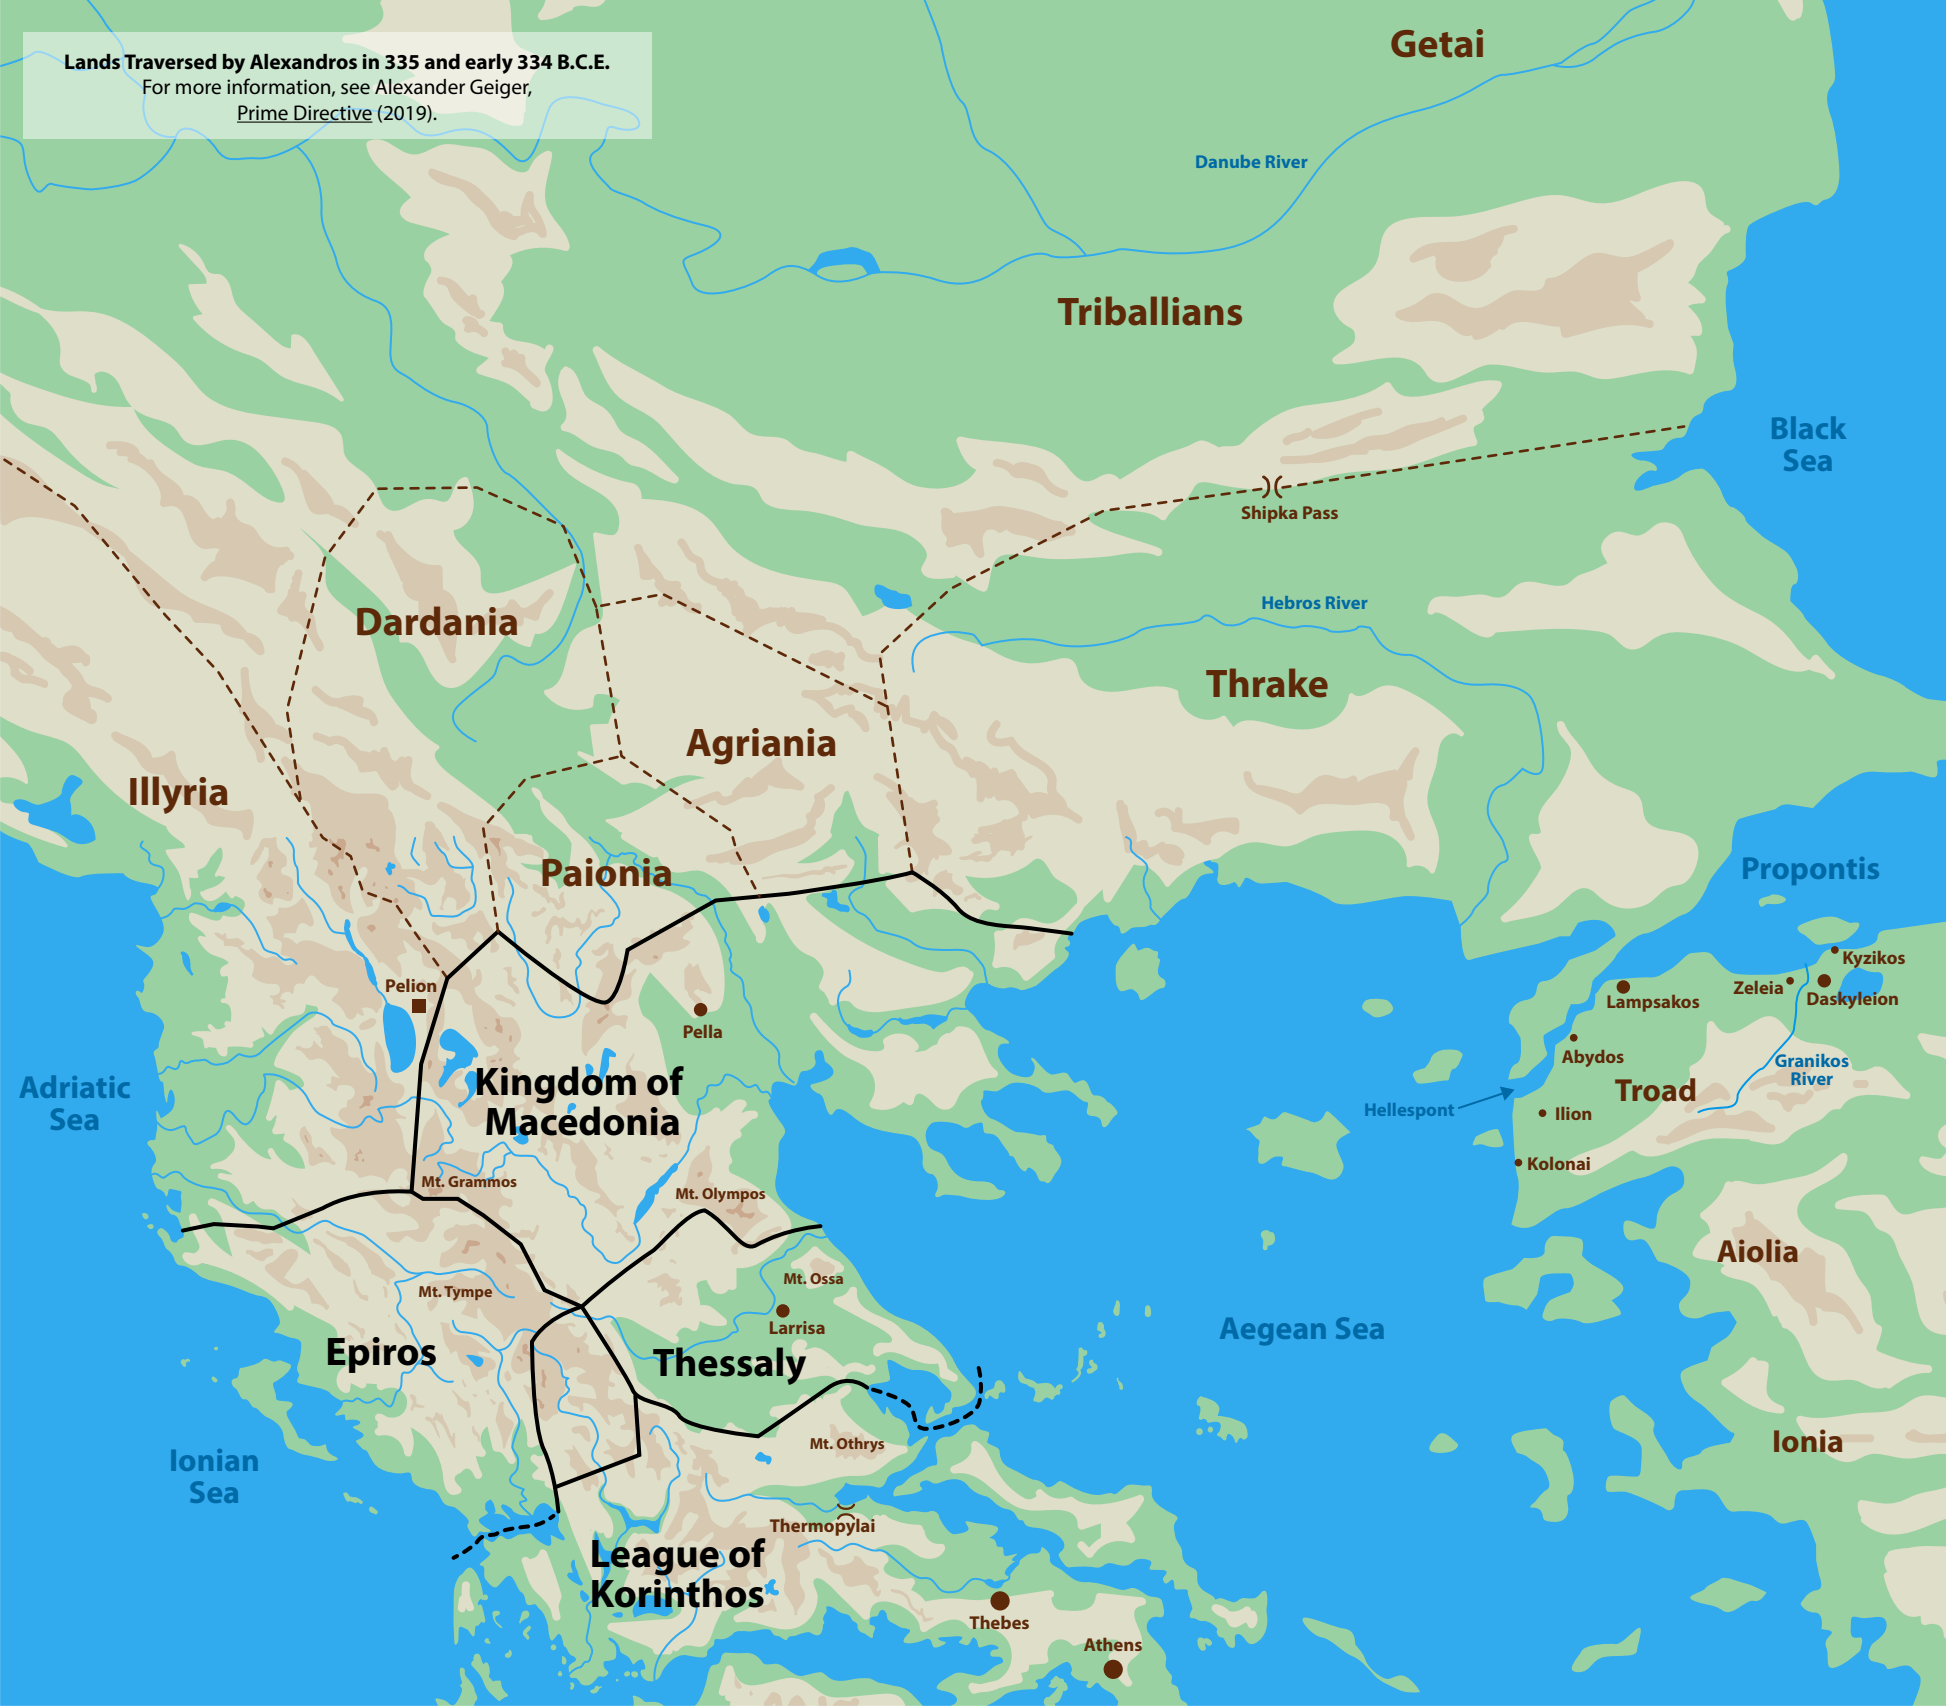 Lands Traversed by Alexandros in 335 and early 334 B.C.E.
For more information, see Alexander Geiger,
Prime Directive (2019).
Getai
Danube River
Triballians
Black
Sea
Shipka Pass
Hebros River
Dardania
Thrake
Agriania
Illyria
Paionia
Propontis
Kyzikos
Pelion
Zeleia
Daskyleion
Lampsakos
Pella
Abydos
Granikos
River
Adriatic
Sea
Kingdom of
Macedonia
Troad
Hellespont
Ilion
Kolonai
Mt. Grammos
Mt. Olympos
Aiolia
Mt. Ossa
Mt. Tympe
Larrisa
Aegean Sea
Epiros
Thessaly
Mt. Othrys
Ionia
Ionian
Sea
Thermopylai
League of
Korinthos
Thebes
Athens